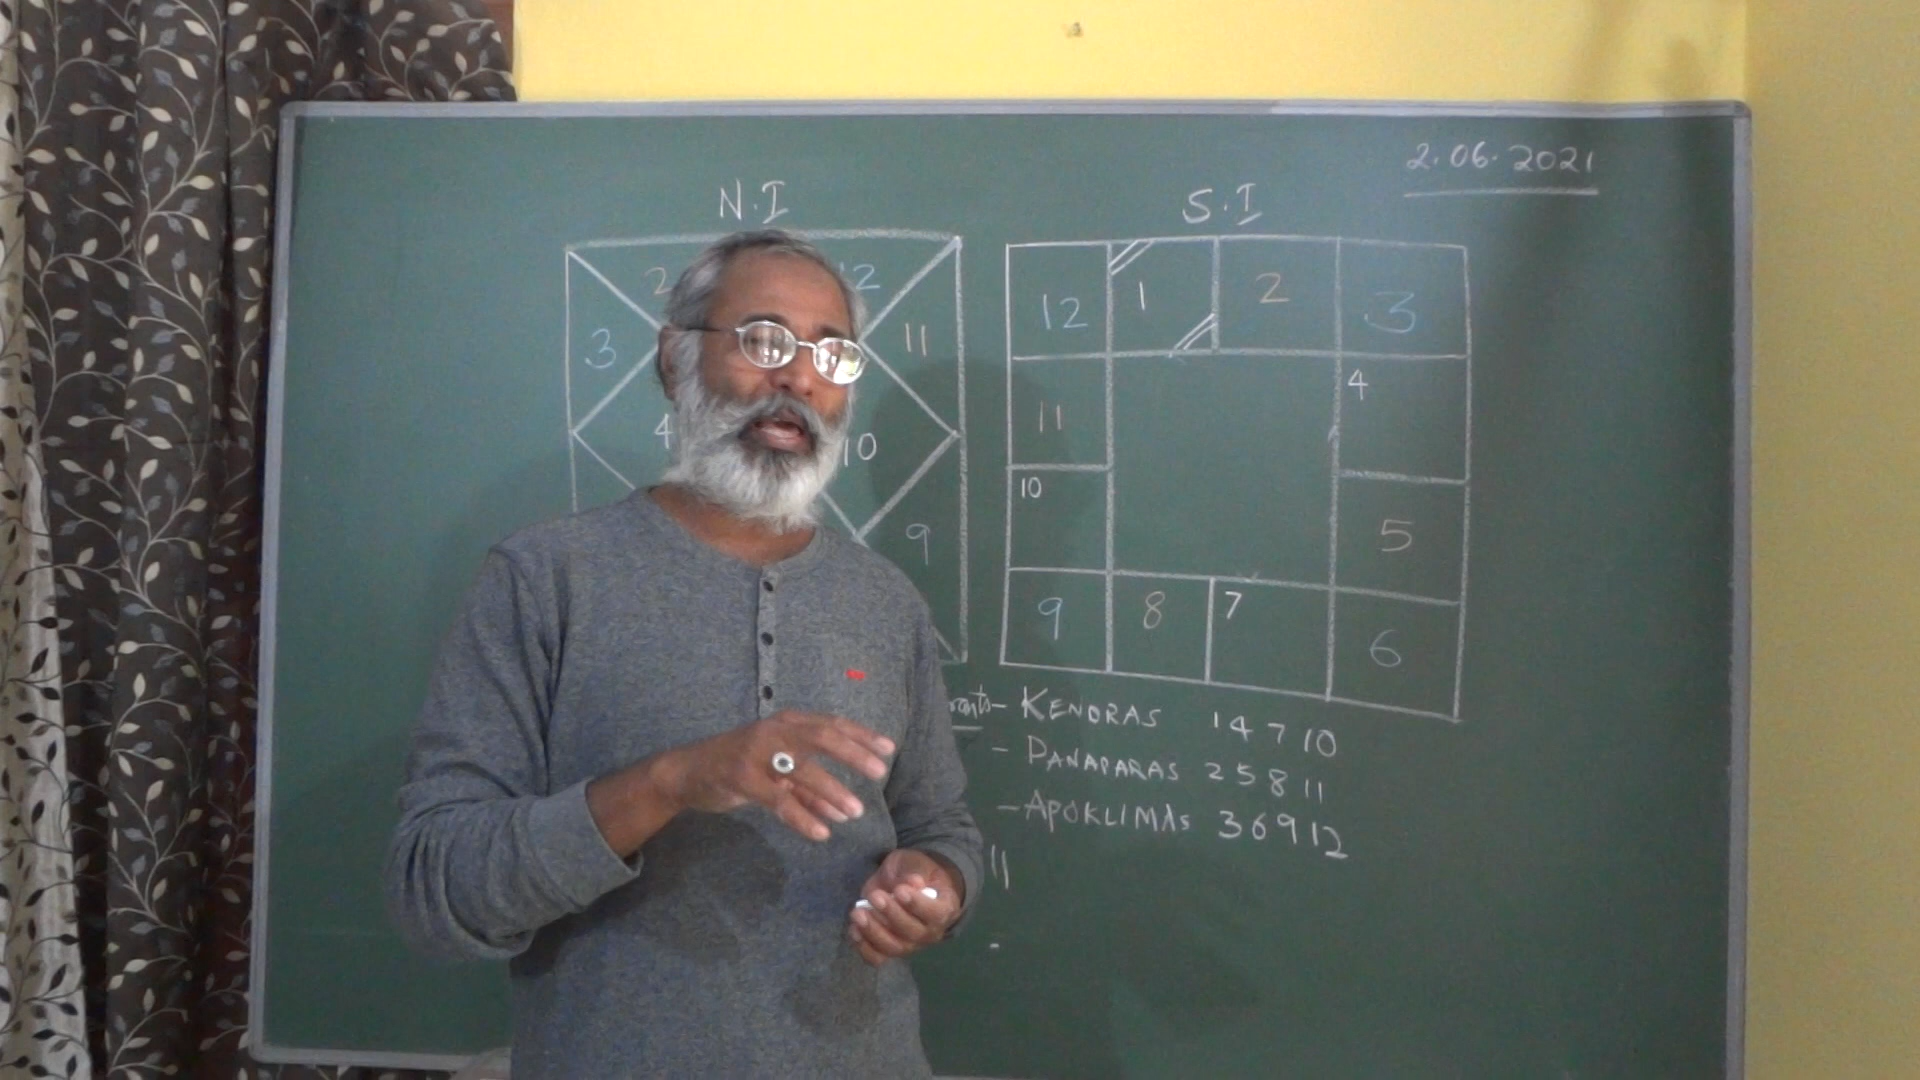 2.06.2021
N.I
S.I
2 12
3 11
4 10
9
12 1 2 3
11 4
10 5
9 8 7 6
- KENDRAS 1 4 7 10
- PANAPARAS 2 5 8 11
- APOKLIMAS 3 6 9 12
11